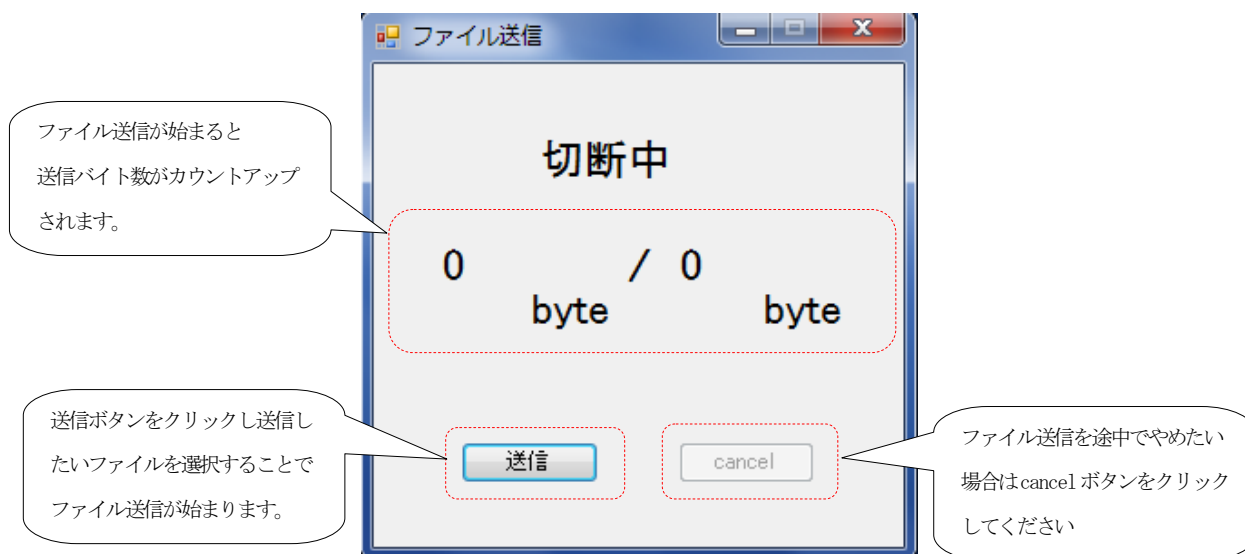 ファイル送信
ファイル送信が始まると
送信バイト数がカウントアップ
されます。
切断中
0 / 0
byte byte
送信ボタンをクリックし送信し
たいファイルを選択することで
ファイル送信が始まります。
送信 cancel
ファイル送信を途中でやめたい
場合はcancel ボタンをクリック
してください